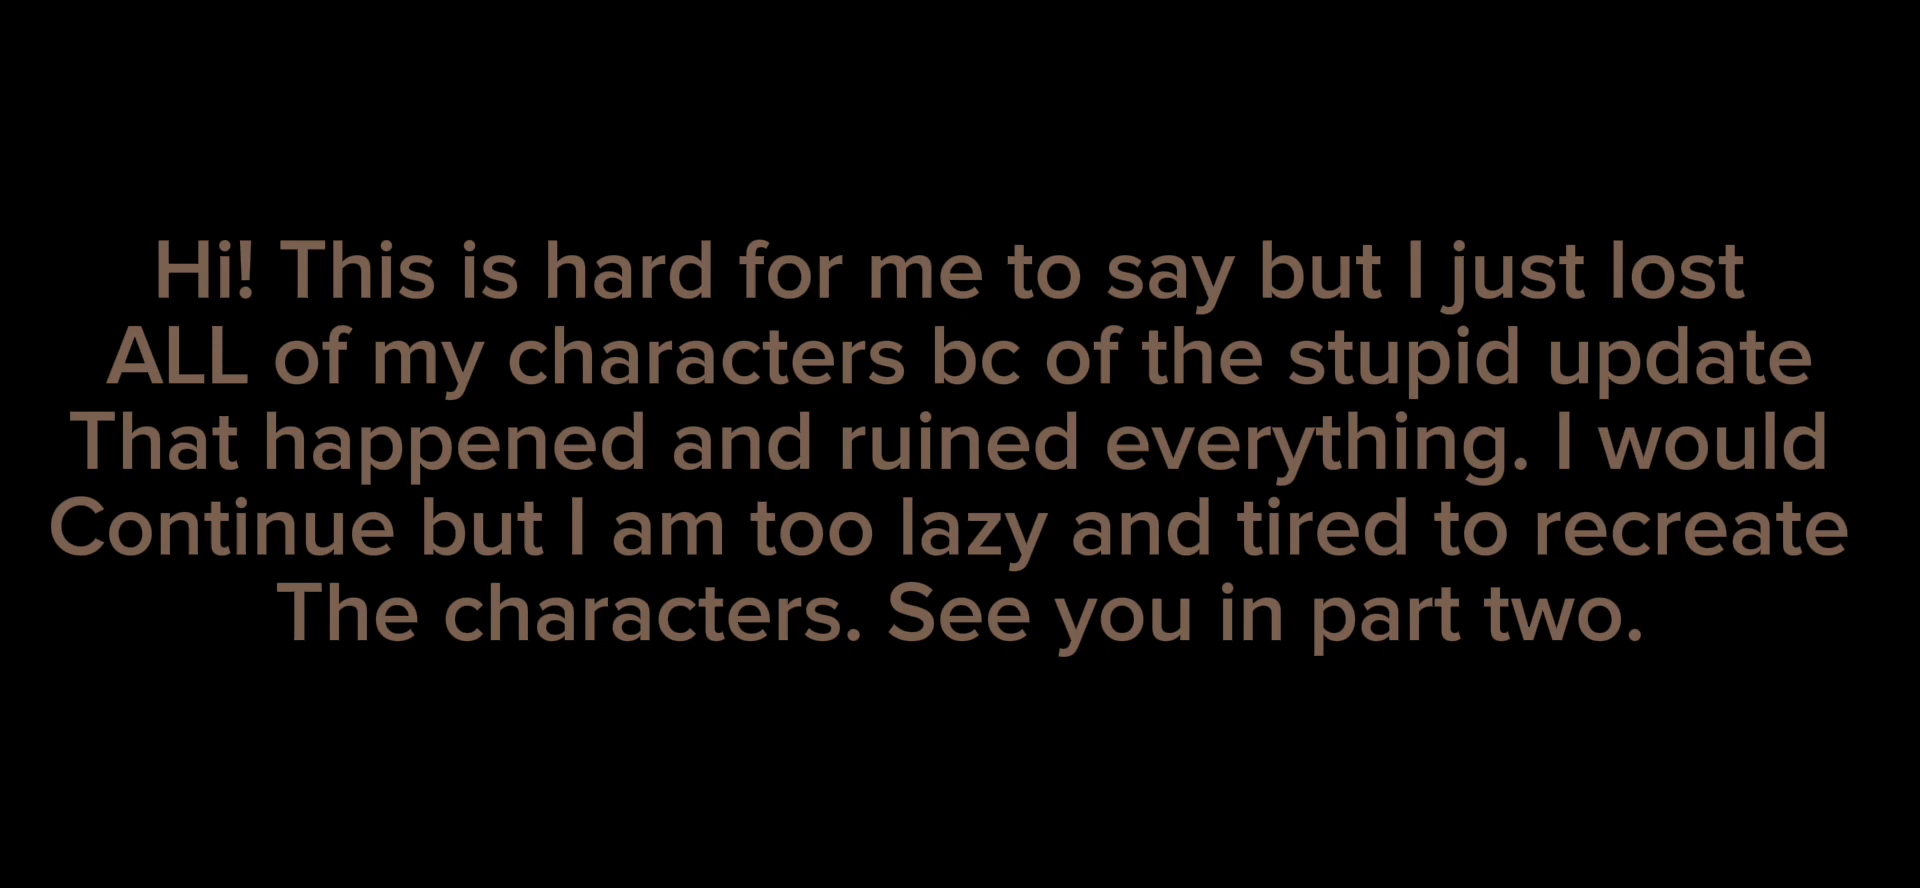 Hi! This is hard for me to say but I just lost
ALL of my characters bc of the stupid update
That happened and ruined everything. I would
Continue but I am too lazy and tired to recreate
The characters. See you in part two.